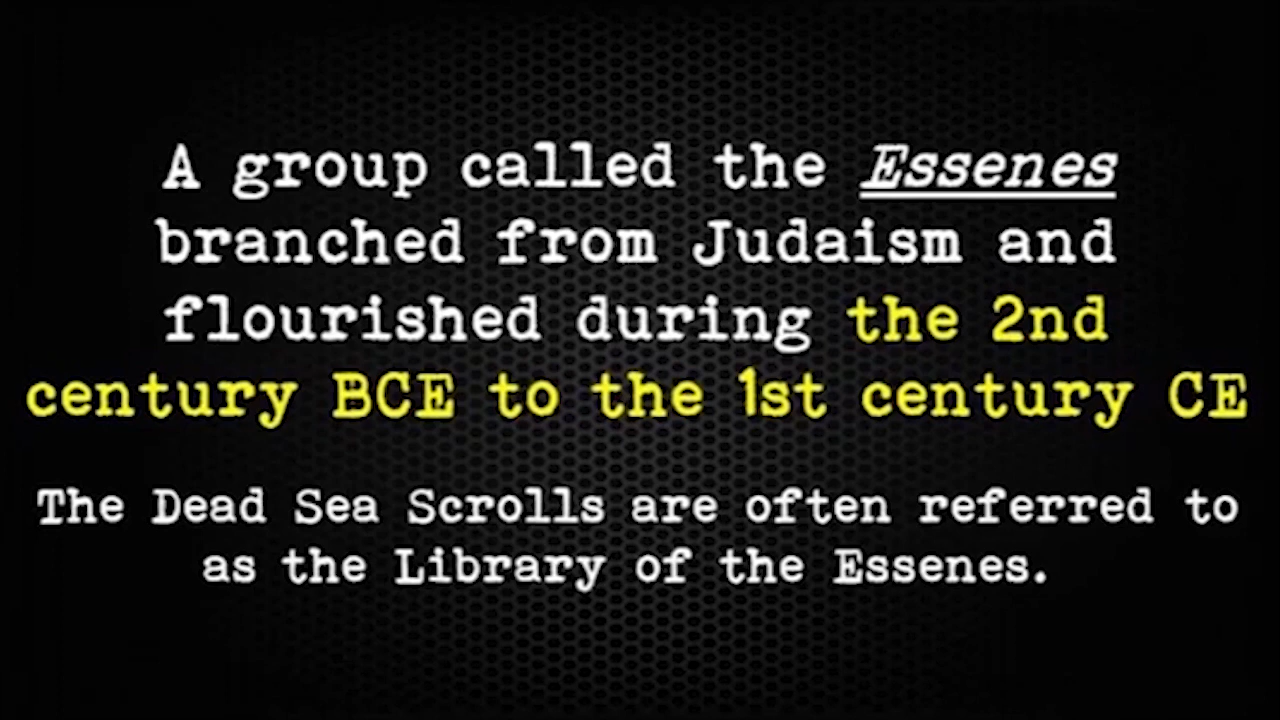 A group called the Essenes
branched from Judaism and
flourished during the 2nd
century BCE to the 1st century CE
The Dead Sea Scrolls are often referred to
as the Library of the Essenes.